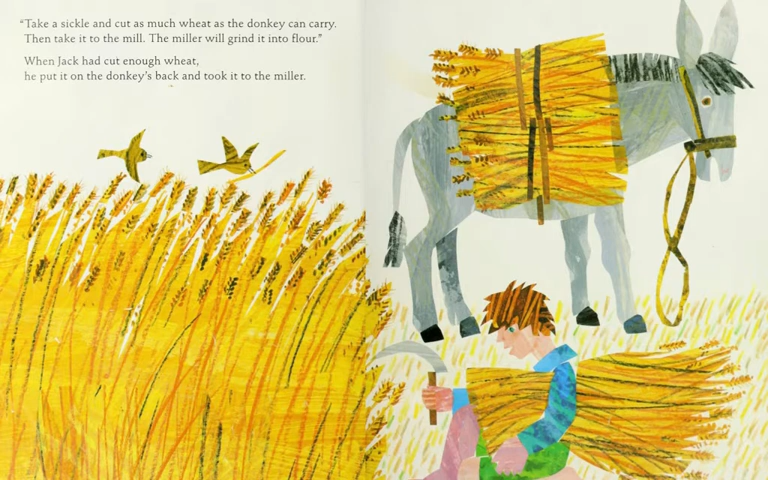 “Take a sickle and cut as much wheat as the donkey can carry.
Then take it to the mill. The miller will grind it into flour.”
When Jack had cut enough wheat,
he put it on the donkey’s back and took it to the miller.